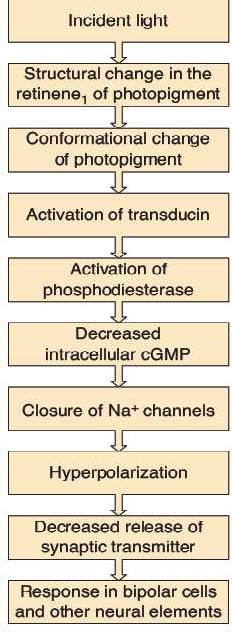 Incident light
Structural change in the
retinene₁ of photopigment
Conformational change
of photopigment
Activation of transducin
Activation of
phosphodiesterase
Decreased
intracellular cGMP
Closure of Na⁺ channels
Hyperpolarization
Decreased release of
synaptic transmitter
Response in bipolar cells
and other neural elements